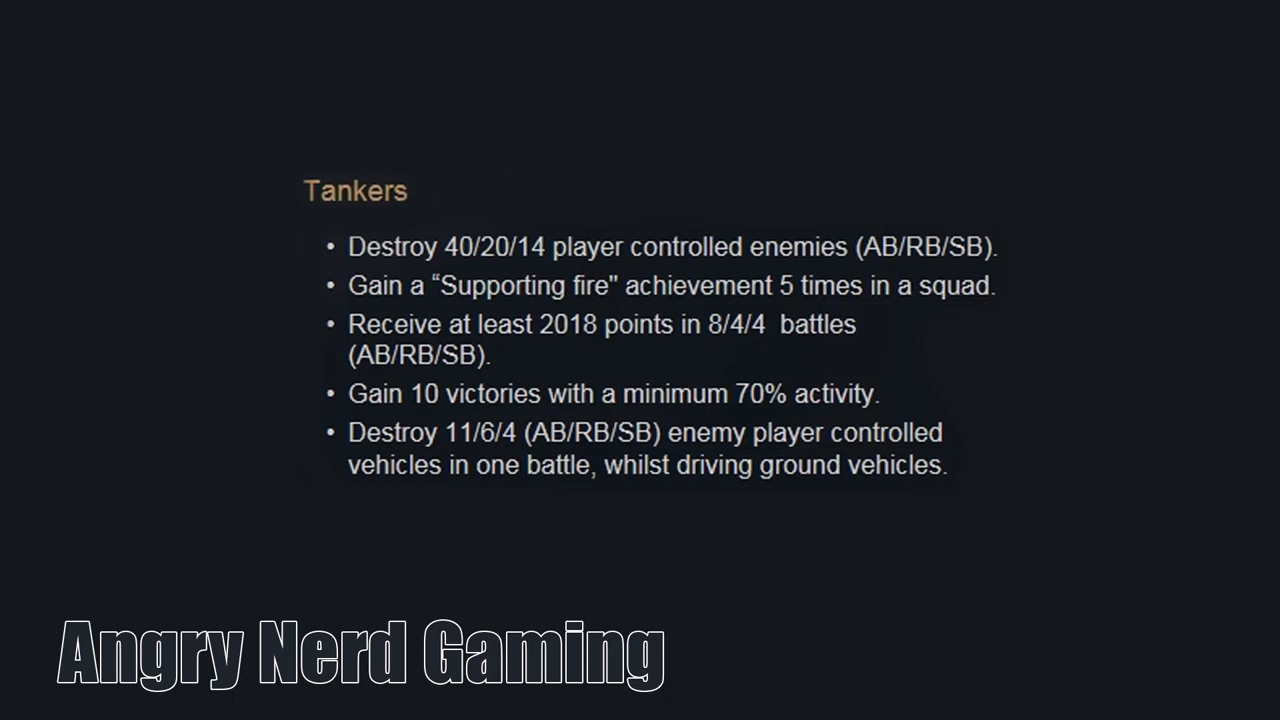 Tankers
• Destroy 40/20/14 player controlled enemies (AB/RB/SB).
• Gain a “Supporting fire" achievement 5 times in a squad.
• Receive at least 2018 points in 8/4/4  battles
(AB/RB/SB).
• Gain 10 victories with a minimum 70% activity.
• Destroy 11/6/4 (AB/RB/SB) enemy player controlled
vehicles in one battle, whilst driving ground vehicles.
Angry Nerd Gaming